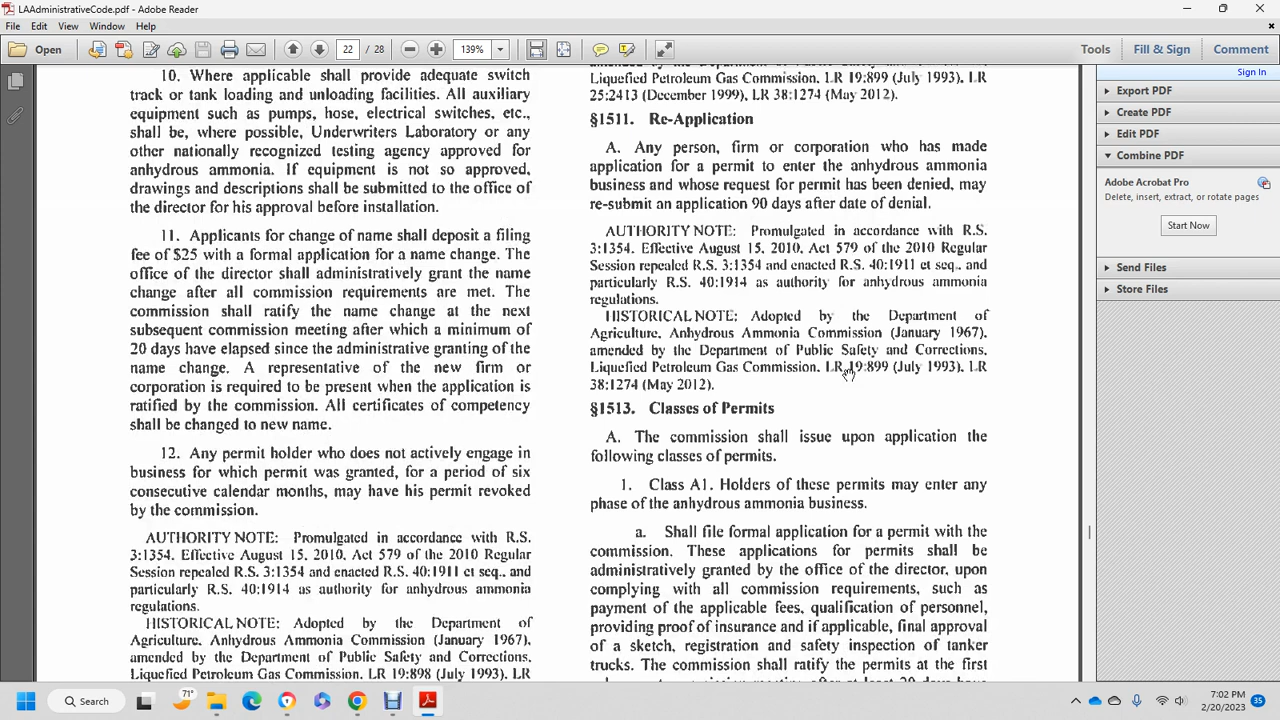 LAAdministrativeCode.pdf - Adobe Acrobat Reader
File Edit View Window Help
Open
22 / 28
139%
Tools
Fill & Sign
Comment
Sign In
10. Where applicable shall provide adequate switch
track or tank loading and unloading facilities. All auxiliary
equipment such as pumps, hose, electrical switches, etc.,
shall be, where possible, Underwriters Laboratory or any
other nationally recognized testing agency approved for
anhydrous ammonia. If equipment is not so approved,
drawings and descriptions shall be submitted to the office of
the director for his approval before installation.
11. Applicants for change of name shall deposit a filing
fee of $25 with a formal application for a name change. The
office of the director shall administratively grant the name
change after all commission requirements are met. The
commission shall ratify the name change at the next
subsequent commission meeting after which a minimum of
20 days have elapsed since the administrative granting of the
name change. A representative of the new firm or
corporation is required to be present when the application is
ratified by the commission. All certificates of competency
shall be changed to new name.
12. Any permit holder who does not actively engage in
business for which permit was granted, for a period of six
consecutive calendar months, may have his permit revoked
by the commission.
AUTHORITY NOTE: Promulgated in accordance with R.S.
3:1354. Effective August 15, 2010, Act 579 of the 2010 Regular
Session repealed R.S. 3:1354 and enacted R.S. 40:1911 et seq., and
particularly R.S. 40:1914 as authority for anhydrous ammonia
regulations.
HISTORICAL NOTE: Adopted by the Department of
Agriculture, Anhydrous Ammonia Commission (January 1967),
amended by the Department of Public Safety and Corrections,
Liquefied Petroleum Gas Commission, LR 19:898 (July 1993), LR
Liquefied Petroleum Gas Commission, LR 19:899 (July 1993), LR
25:2413 (December 1999), LR 38:1274 (May 2012).
§1511. Re-Application
A. Any person, firm or corporation who has made
application for a permit to enter the anhydrous ammonia
business and whose request for permit has been denied, may
re-submit an application 90 days after date of denial.
AUTHORITY NOTE: Promulgated in accordance with R.S.
3:1354. Effective August 15, 2010, Act 579 of the 2010 Regular
Session repealed R.S. 3:1354 and enacted R.S. 40:1911 et seq., and
particularly R.S. 40:1914 as authority for anhydrous ammonia
regulations.
HISTORICAL NOTE: Adopted by the Department of
Agriculture, Anhydrous Ammonia Commission (January 1967),
amended by the Department of Public Safety and Corrections,
Liquefied Petroleum Gas Commission, LR 19:899 (July 1993), LR
38:1274 (May 2012).
§1513. Classes of Permits
A. The commission shall issue upon application the
following classes of permits.
1. Class A1. Holders of these permits may enter any
phase of the anhydrous ammonia business.
a. Shall file formal application for a permit with the
commission. These applications for permits shall be
administratively granted by the office of the director, upon
complying with all commission requirements, such as
payment of the applicable fees, qualification of personnel,
providing proof of insurance and if applicable, final approval
of a sketch, registration and safety inspection of tanker
trucks. The commission shall ratify the permits at the first
Export PDF
Create PDF
Edit PDF
Combine PDF
Adobe Acrobat Pro
Delete, insert, extract, or rotate pages
Start Now
Send Files
Store Files
Search
71°
7:02 PM
2/20/2023
35